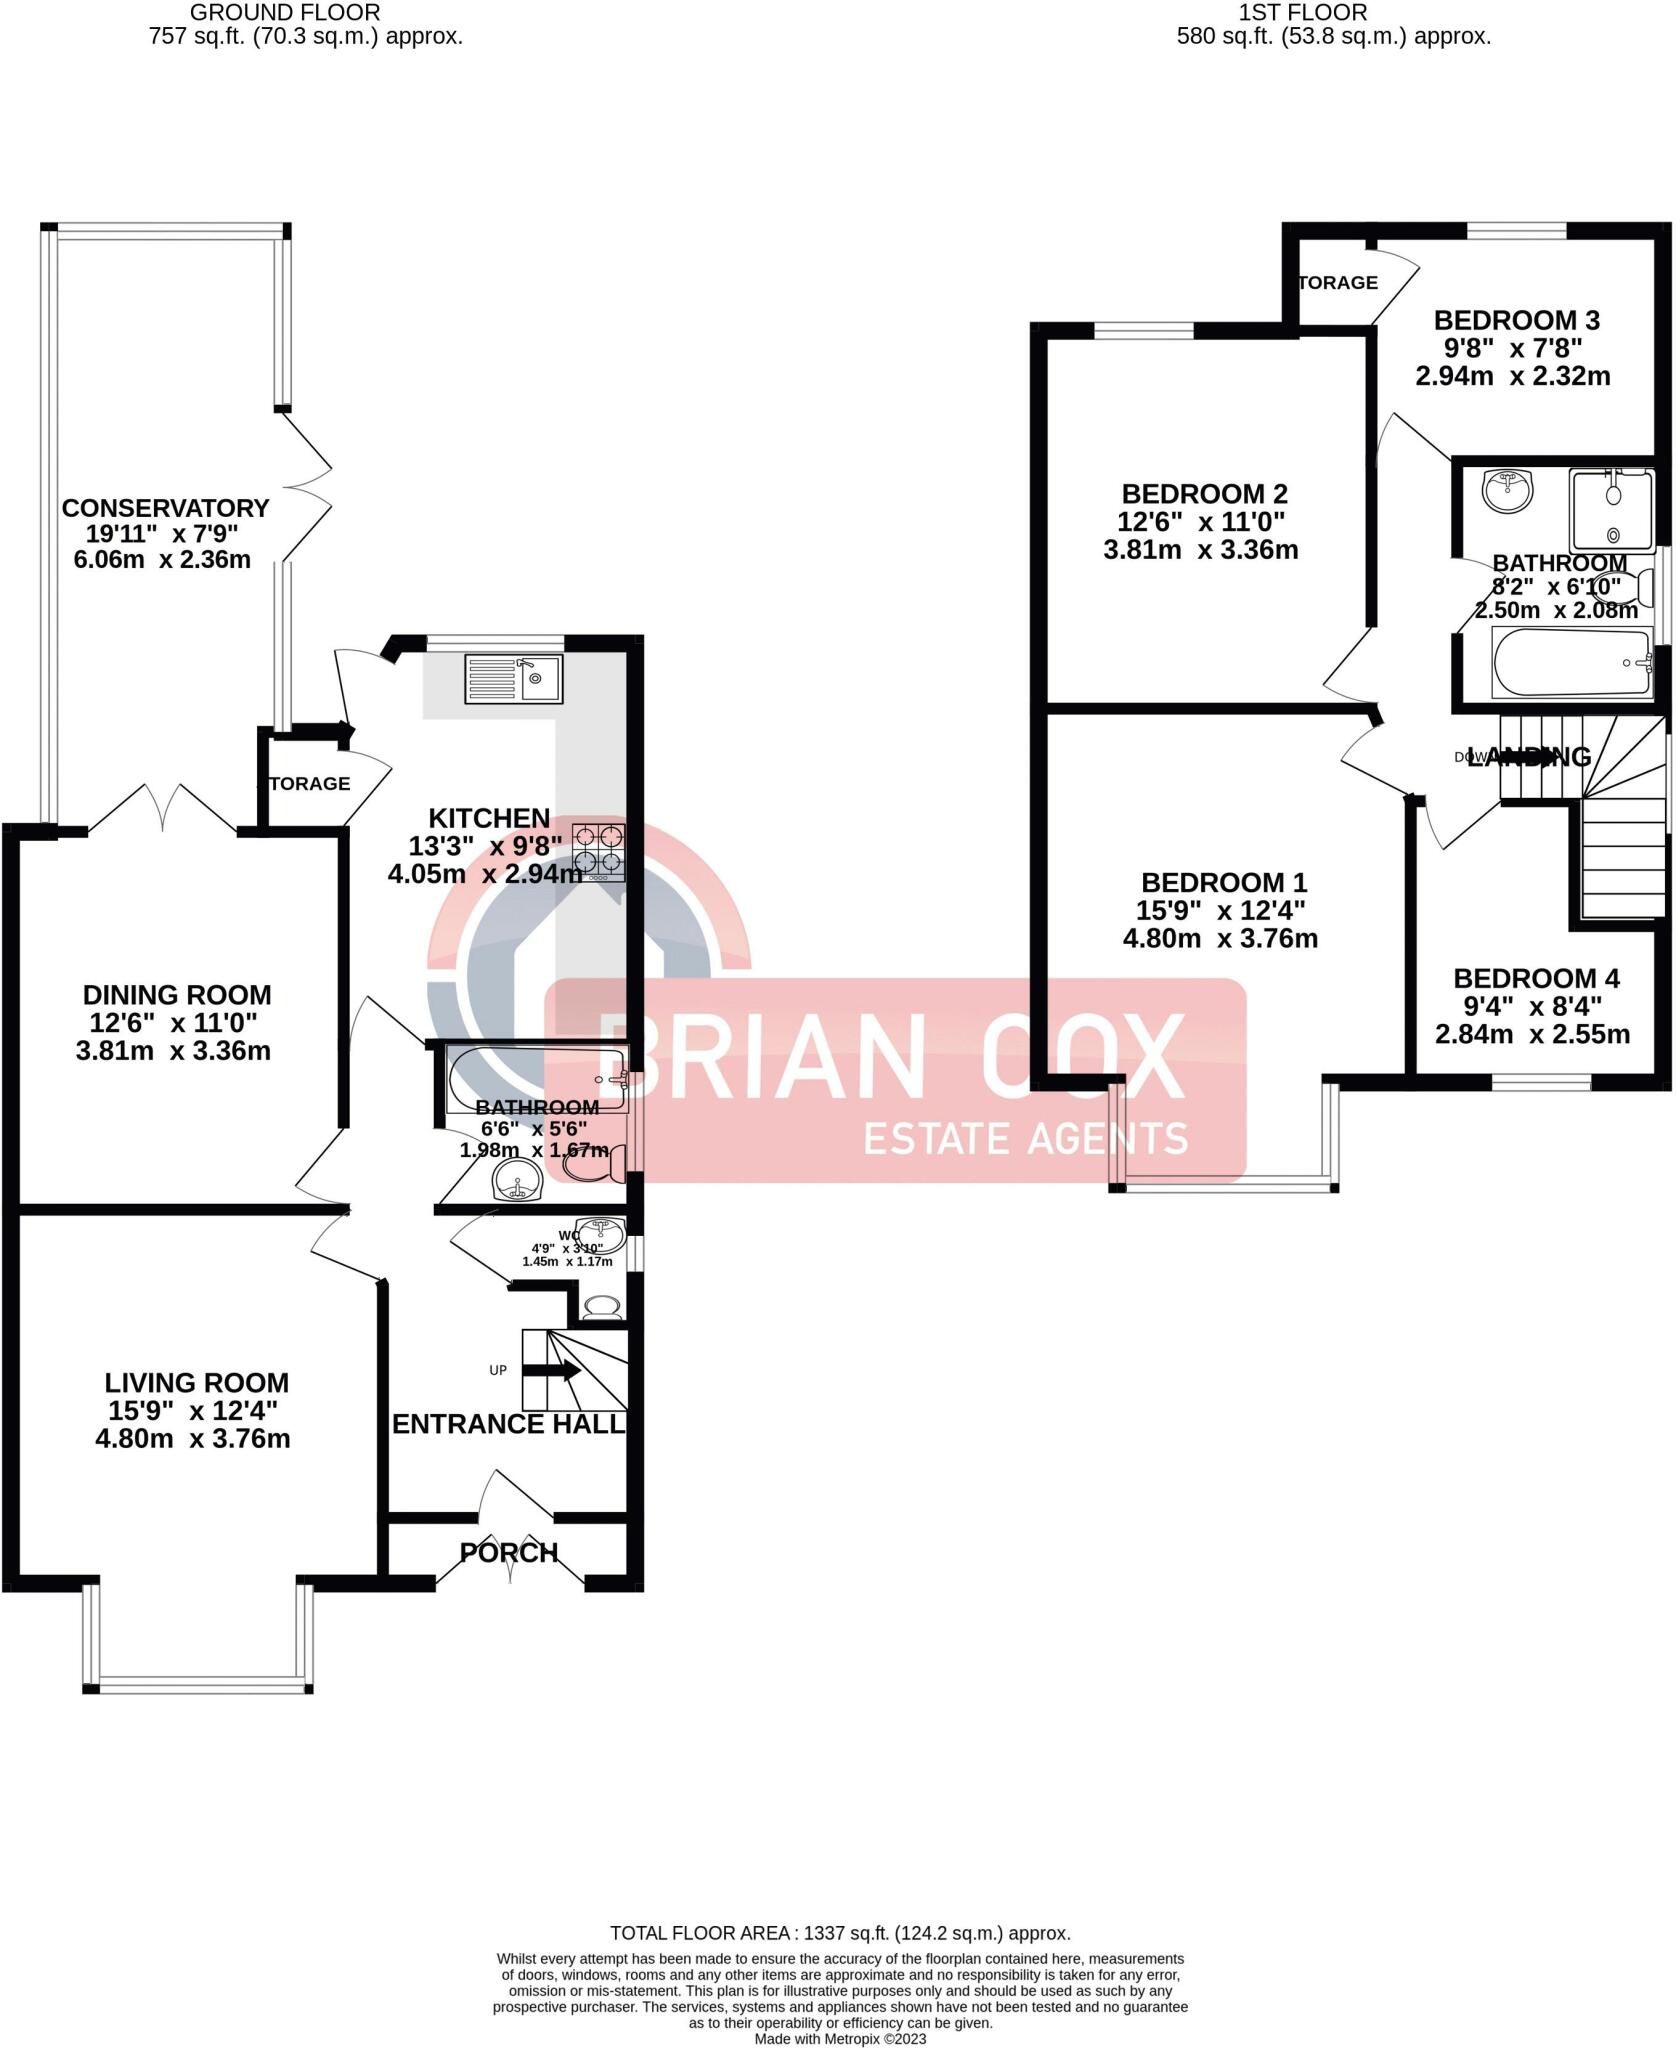 GROUND FLOOR
757 sq.ft. (70.3 sq.m.) approx.
1ST FLOOR
580 sq.ft. (53.8 sq.m.) approx.
CONSERVATORY
19'11" x 7'9"
6.06m x 2.36m
TORAGE
KITCHEN
13'3" x 9'8"
4.05m x 2.94m
DINING ROOM
12'6" x 11'0"
3.81m x 3.36m
BATHROOM
6'6" x 5'6"
1.98m x 1.67m
WC
4'9" x 3'10"
1.45m x 1.17m
LIVING ROOM
15'9" x 12'4"
4.80m x 3.76m
UP
ENTRANCE HALL
PORCH
TORAGE
BEDROOM 3
9'8" x 7'8"
2.94m x 2.32m
BEDROOM 2
12'6" x 11'0"
3.81m x 3.36m
BATHROOM
8'2" x 6'10"
2.50m x 2.08m
DOWN
LANDING
BEDROOM 1
15'9" x 12'4"
4.80m x 3.76m
BEDROOM 4
9'4" x 8'4"
2.84m x 2.55m
BRIAN COX
ESTATE AGENTS
TOTAL FLOOR AREA : 1337 sq.ft. (124.2 sq.m.) approx.
Whilst every attempt has been made to ensure the accuracy of the floorplan contained here, measurements
of doors, windows, rooms and any other items are approximate and no responsibility is taken for any error,
omission or mis-statement. This plan is for illustrative purposes only and should be used as such by any
prospective purchaser. The services, systems and appliances shown have not been tested and no guarantee
as to their operability or efficiency can be given.
Made with Metropix ©2023